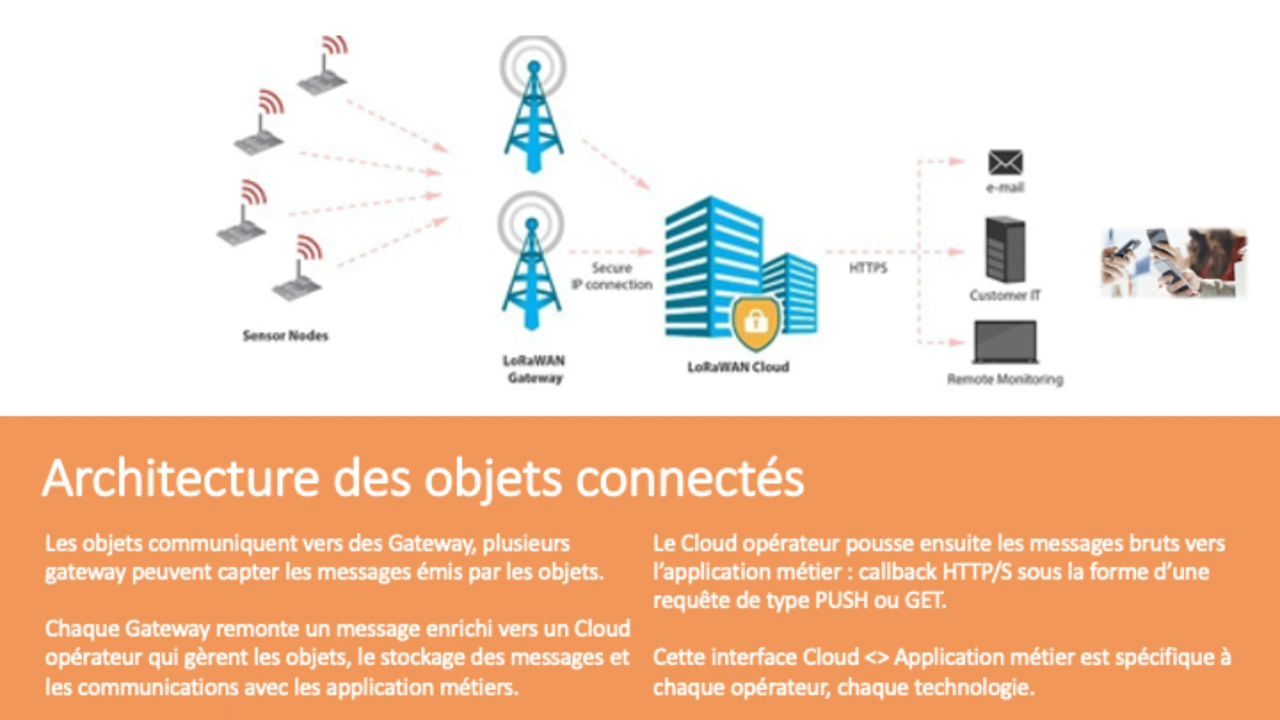 e-mail
Secure
IP connection
HTTPS
Customer IT
Sensor Nodes
LoRaWAN
Gateway
LoRaWAN Cloud
Remote Monitoring
Architecture des objets connectés
Les objets communiquent vers des Gateway, plusieurs
gateway peuvent capter les messages émis par les objets.
Chaque Gateway remonte un message enrichi vers un Cloud
opérateur qui gèrent les objets, le stockage des messages et
les communications avec les application métiers.
Le Cloud opérateur pousse ensuite les messages bruts vers
l’application métier : callback HTTP/S sous la forme d’une
requête de type PUSH ou GET.
Cette interface Cloud <> Application métier est spécifique à
chaque opérateur, chaque technologie.